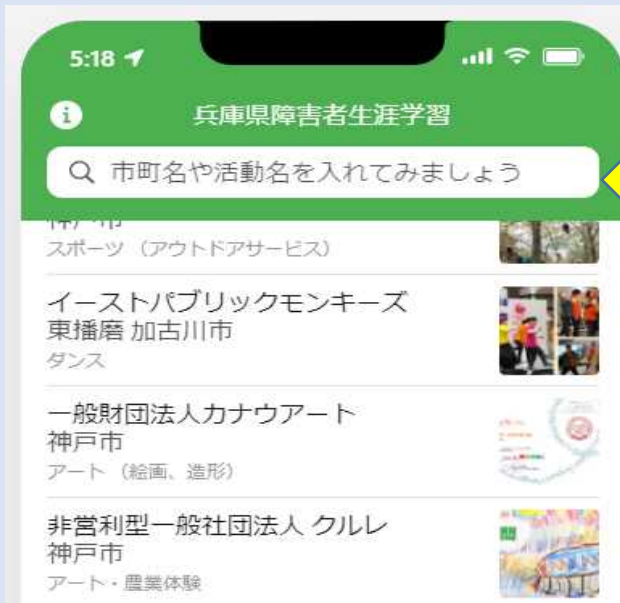 5:18
兵庫県障害者生涯学習
市町名や活動名を入れてみましょう
神戸市
スポーツ（アウトドアサービス）
イーストパブリックモンキーズ
東播磨 加古川市
ダンス
一般財団法人カナウアート
神戸市
アート（絵画、造形）
非営利型一般社団法人 クルレ
神戸市
アート・農業体験